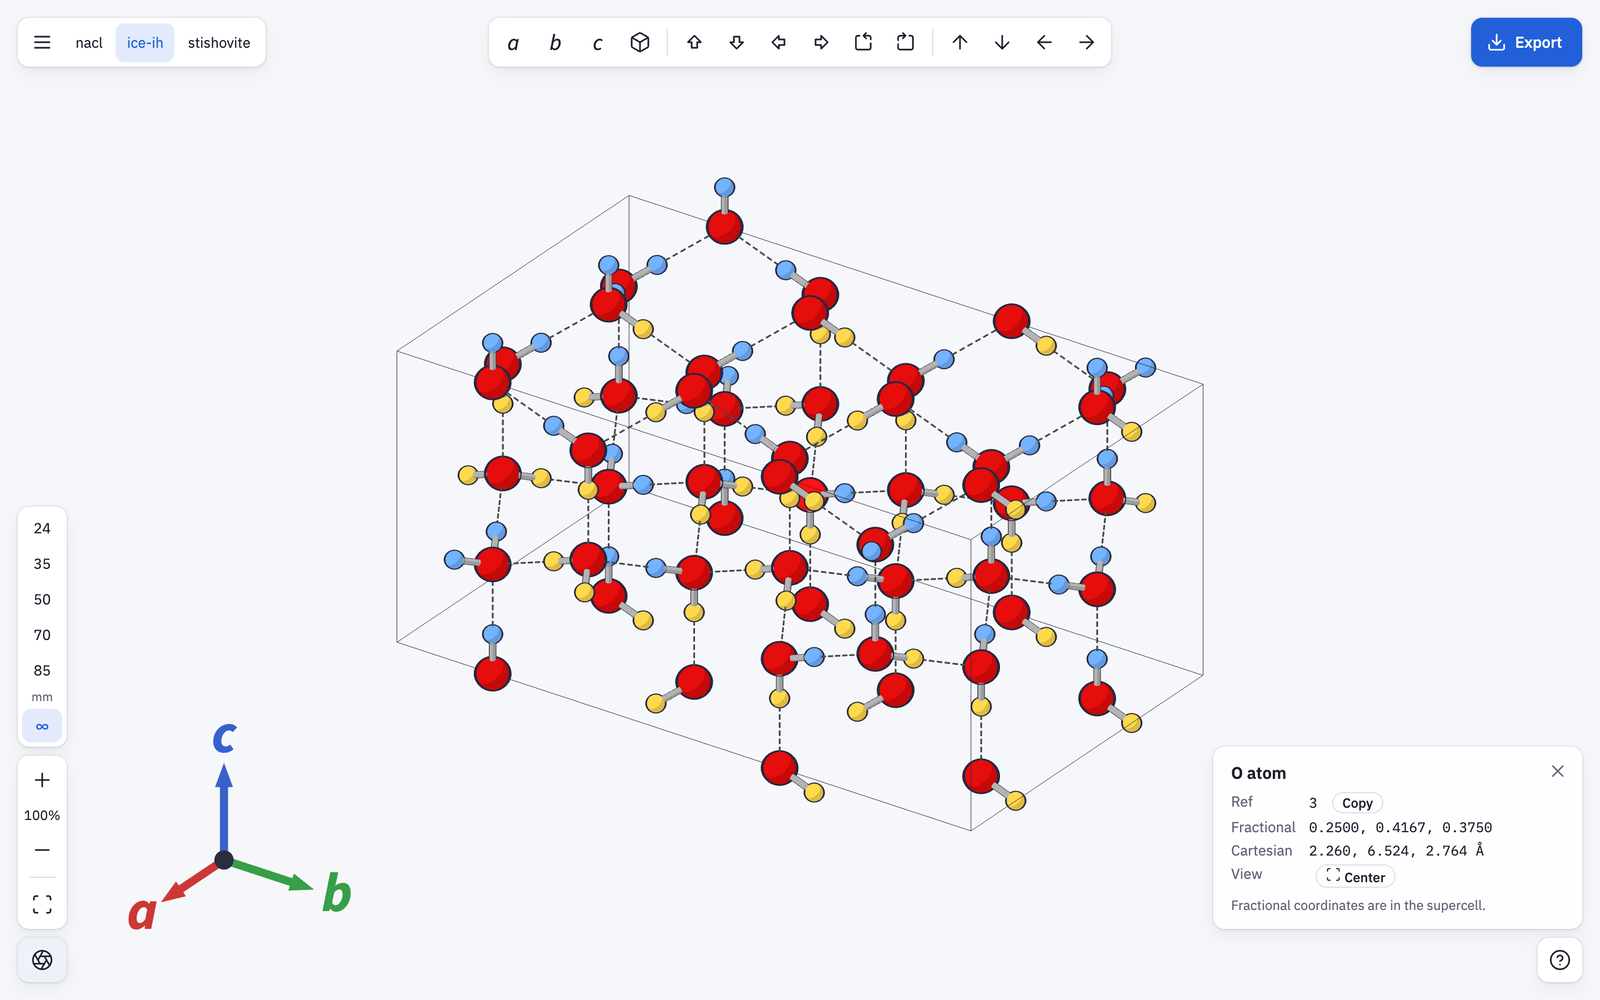 nacl ice-ih stishovite
a b c
Export
24
35
50
70
85
mm
∞
100%
c
a
b
O atom
Ref 3 Copy
Fractional 0.2500, 0.4167, 0.3750
Cartesian 2.260, 6.524, 2.764 Å
View Center
Fractional coordinates are in the supercell.